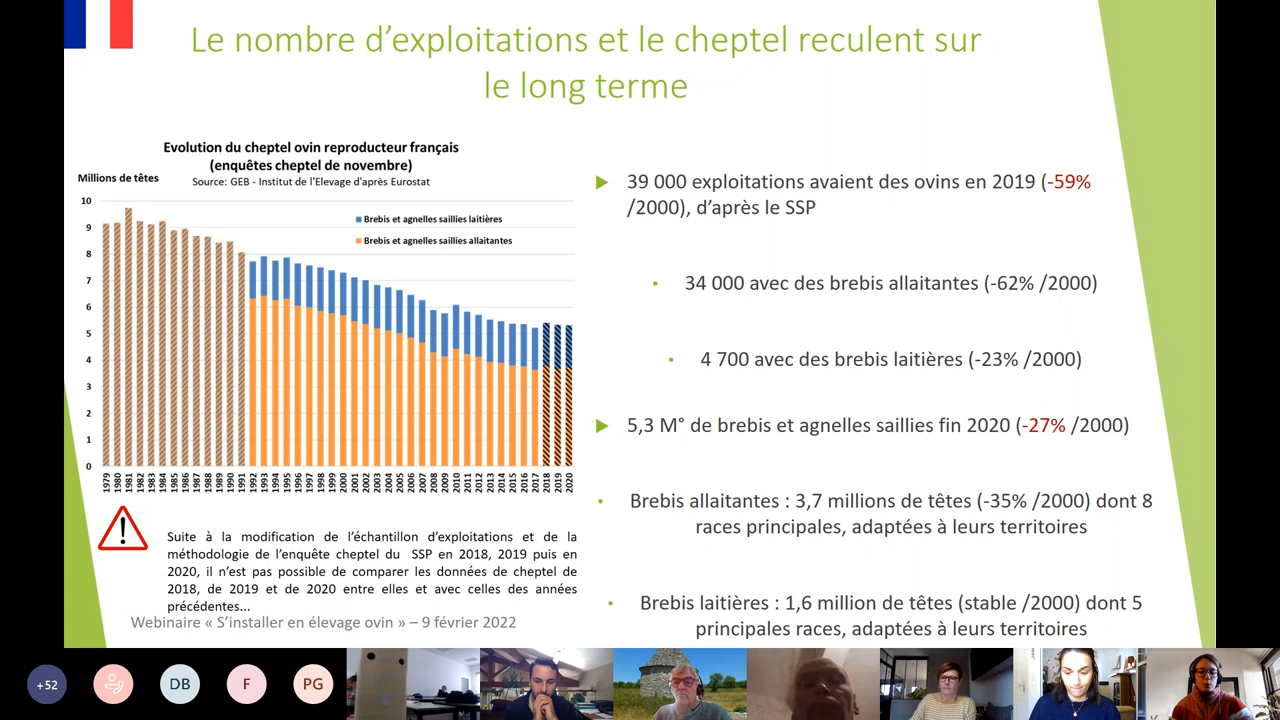 Le nombre d’exploitations et le cheptel reculent sur
le long terme
Evolution du cheptel ovin reproducteur français
(enquêtes cheptel de novembre)
Millions de têtes
Source: GEB - Institut de l'Elevage d'après Eurostat
10
9
8
7
6
5
4
3
2
1
0
Brebis et agnelles saillies laitières
Brebis et agnelles saillies allaitantes
1979 1980 1981 1982 1983 1984 1985 1986 1987 1988 1989 1990 1991 1992 1993 1994 1995 1996 1997 1998 1999 2000 2001 2002 2003 2004 2005 2006 2007 2008 2009 2010 2011 2012 2013 2014 2015 2016 2017 2018 2019 2020
Suite à la modification de l’échantillon d’exploitations et de la
méthodologie de l’enquête cheptel du SSP en 2018, 2019 puis en
2020, il n’est pas possible de comparer les données de cheptel de
2018, de 2019 et de 2020 entre elles et avec celles des années
précédentes...
Webinaire « S’installer en élevage ovin » – 9 février 2022
39 000 exploitations avaient des ovins en 2019 (-59%
/2000), d’après le SSP
34 000 avec des brebis allaitantes (-62% /2000)
4 700 avec des brebis laitières (-23% /2000)
5,3 M° de brebis et agnelles saillies fin 2020 (-27% /2000)
Brebis allaitantes : 3,7 millions de têtes (-35% /2000) dont 8
races principales, adaptées à leurs territoires
Brebis laitières : 1,6 million de têtes (stable /2000) dont 5
principales races, adaptées à leurs territoires
+52
DB
F
PG